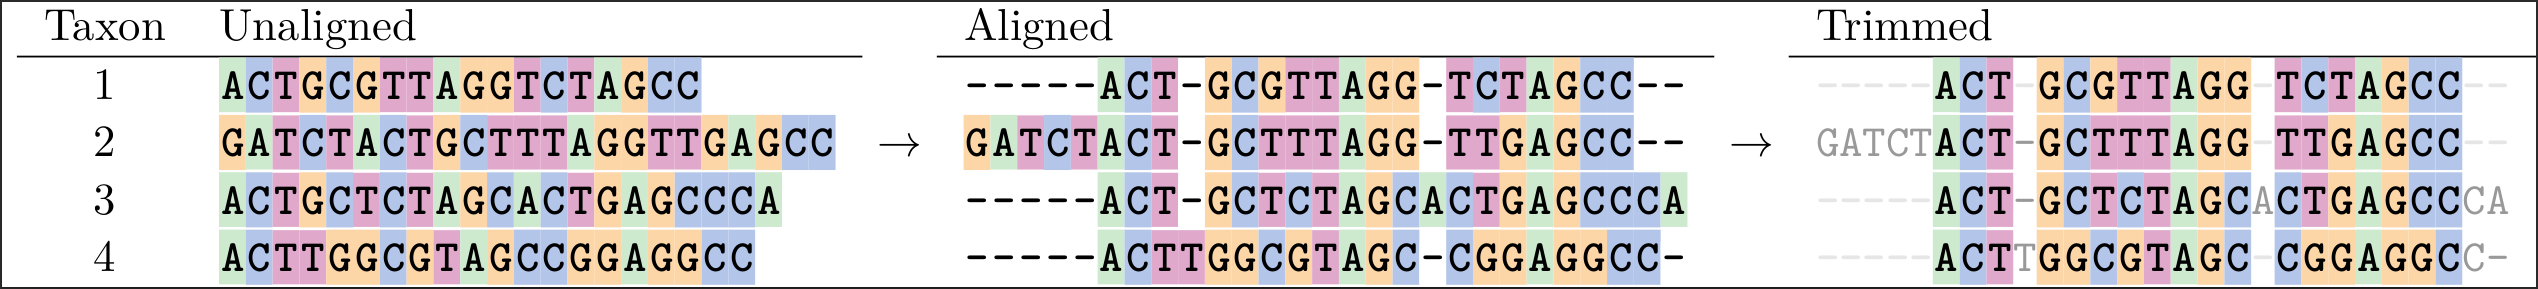 Taxon Unaligned Aligned Trimmed
1 ACTGCGTTAGGTCTAGCC -----ACT-GCGTTAGG-TCTAGCC-- -----ACT-GCGTTAGG-TCTAGCC--
2 GATCTACTGCTTTAGGTTGAGCC → GATCTACT-GCTTTAGG-TTGAGCC-- → GATCTACT-GCTTTAGG-TTGAGCC--
3 ACTGCTCTAGCACTGAGCCCA -----ACT-GCTCTAGCACTGAGCCCA -----ACT-GCTCTAGCACTGAGCCCA
4 ACTTGGCGTAGCCGGAGGCC -----ACTTGGCGTAGC-CGGAGGCC- -----ACTTGGCGTAGC-CGGAGGCC-